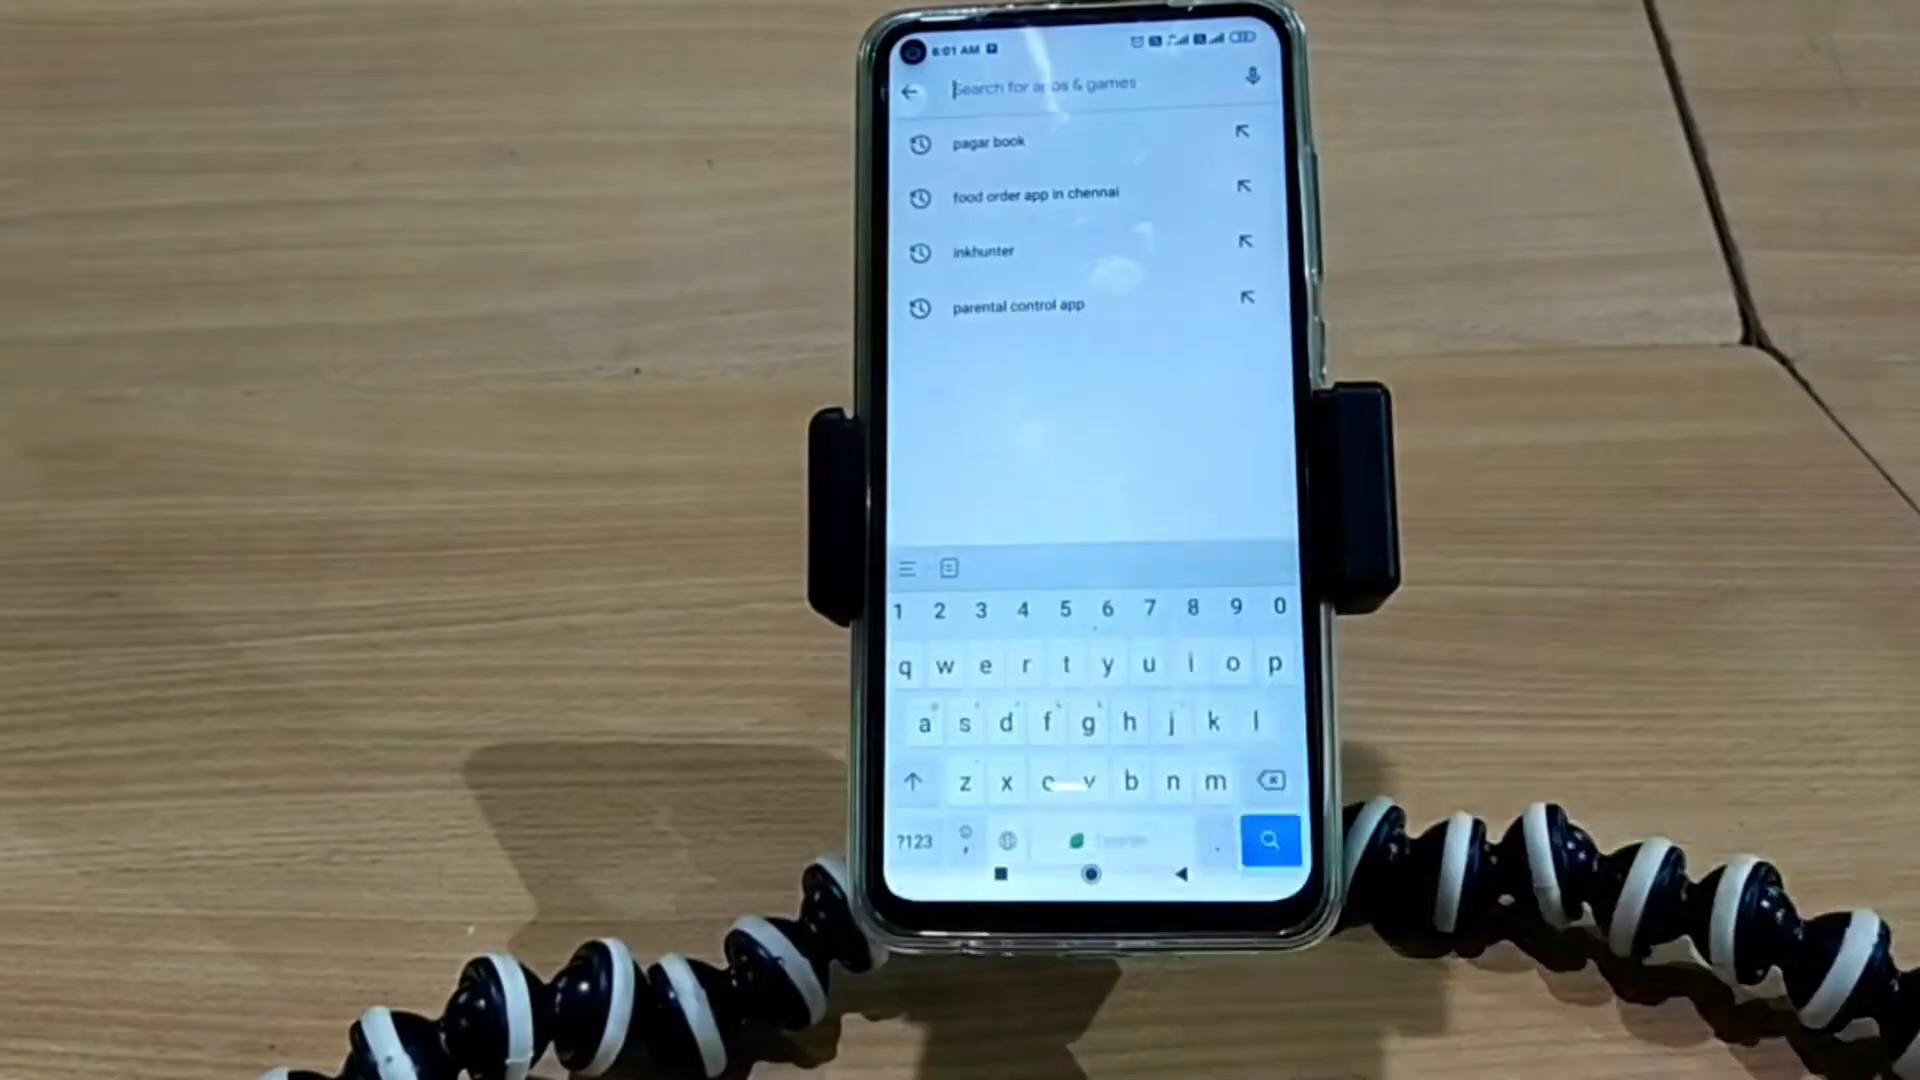 6:01 AM
Search for apps & games
pagar book
food order app in chennai
inkhunter
parental control app
1 2 3 4 5 6 7 8 9 0
q w e r t y u i o p
a s d f g h j k l
z x c v b n m
?123 , .